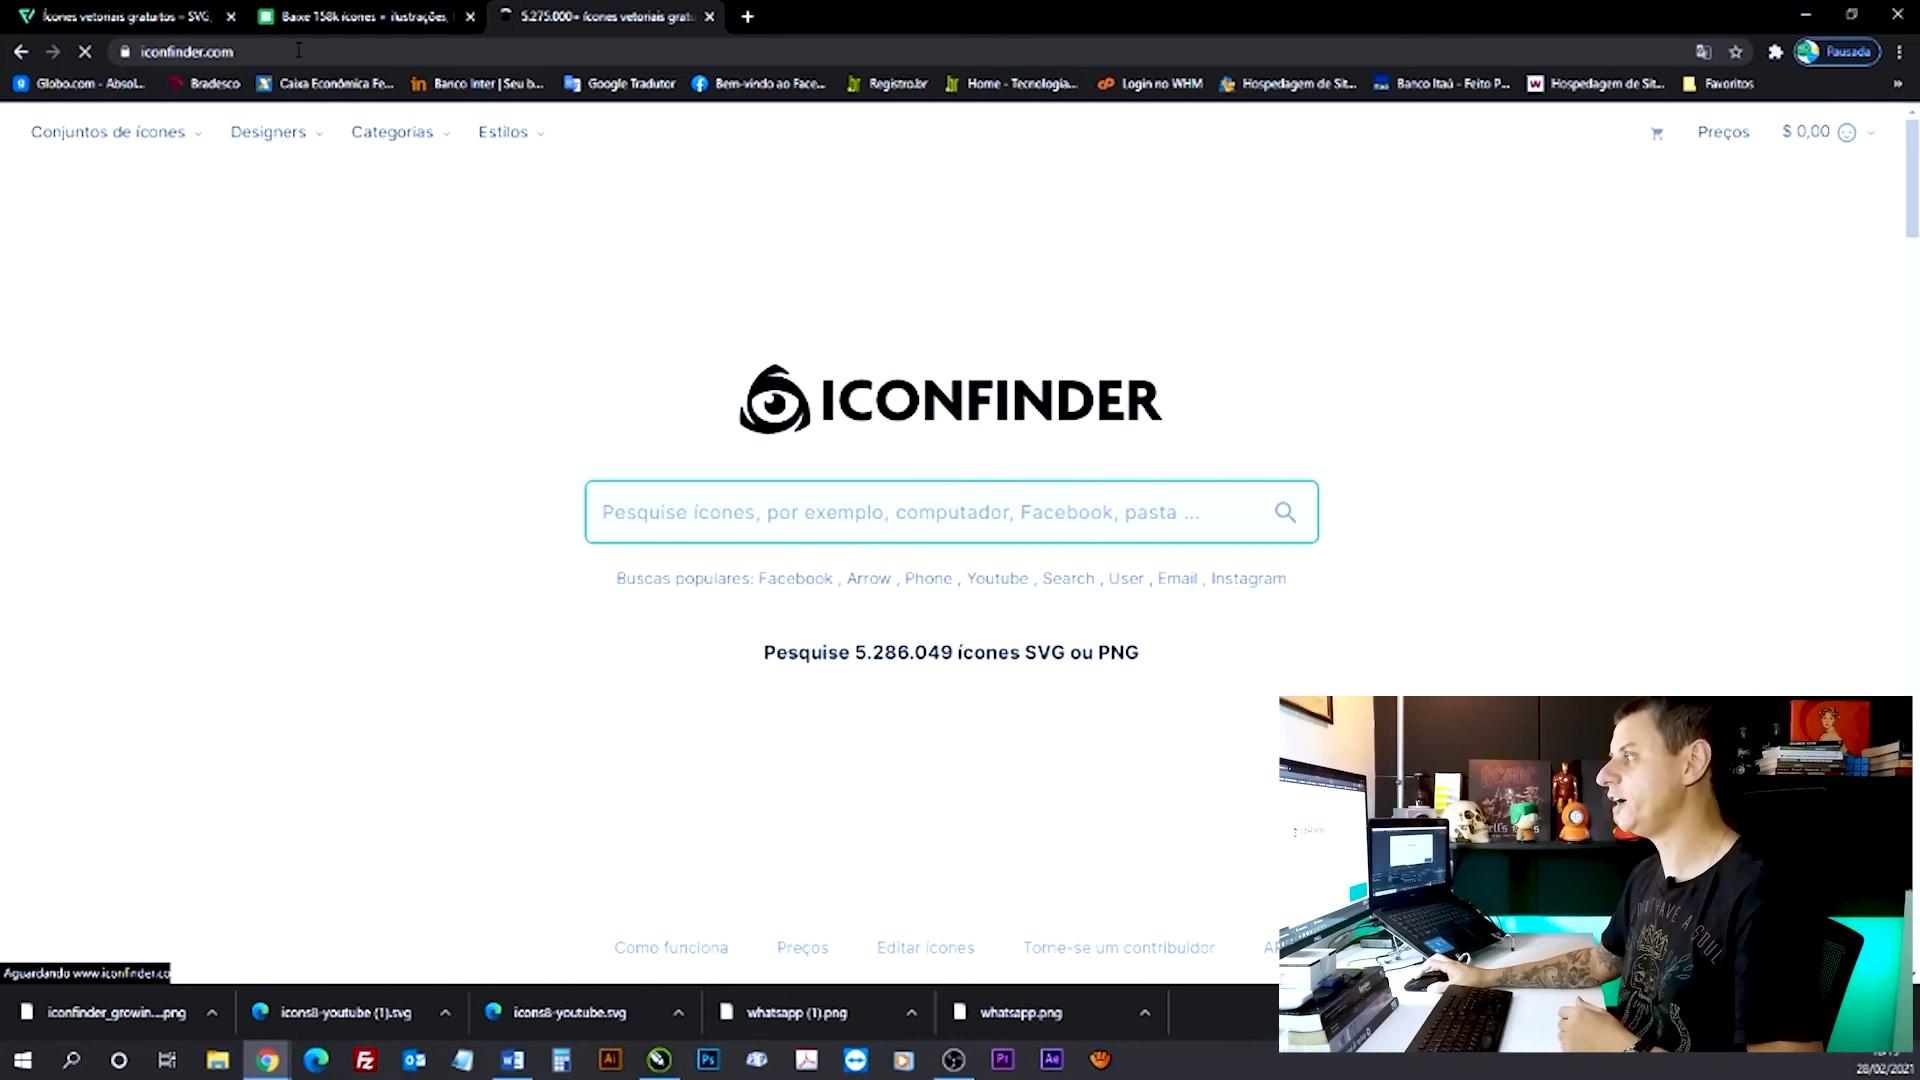 Ícones vetoriais gratuitos - SVG,
Baixe 158k ícones + ilustrações,
5.275.000+ ícones vetoriais grat
iconfinder.com
Pausada
Globo.com - Absol...
Bradesco
Caixa Econômica Fe...
Banco Inter | Seu b...
Google Tradutor
Bem-vindo ao Face...
Registro.br
Home - Tecnologia...
Login no WHM
Hospedagem de Sit...
Banco Itaú - Feito P...
Hospedagem de Sit...
Favoritos
Conjuntos de ícones
Designers
Categorias
Estilos
Preços
$ 0,00
ICONFINDER
Pesquise ícones, por exemplo, computador, Facebook, pasta ...
Buscas populares: Facebook , Arrow , Phone , Youtube , Search , User , Email , Instagram
Pesquise 5.286.049 ícones SVG ou PNG
Como funciona
Preços
Editar ícones
Torne-se um contribuidor
Aguardando www.iconfinder.co
iconfinder_growin....png
icons8-youtube (1).svg
icons8-youtube.svg
whatsapp (1).png
whatsapp.png
28/02/2021